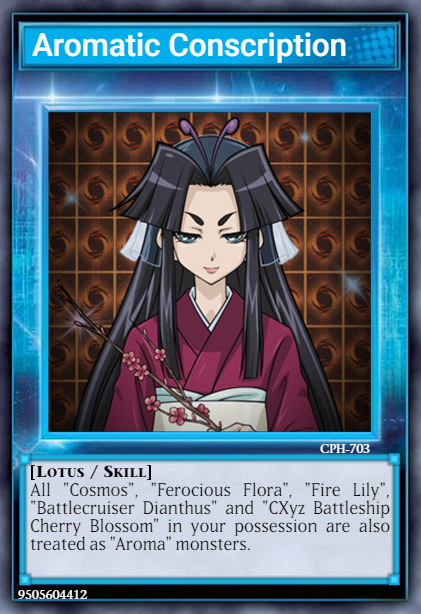 Aromatic Conscription
CPH-703
[LOTUS / SKILL]
All "Cosmos", "Ferocious Flora", "Fire Lily",
"Battlecruiser Dianthus" and "CXyz Battleship
Cherry Blossom" in your possession are also
treated as "Aroma" monsters.
9505604412